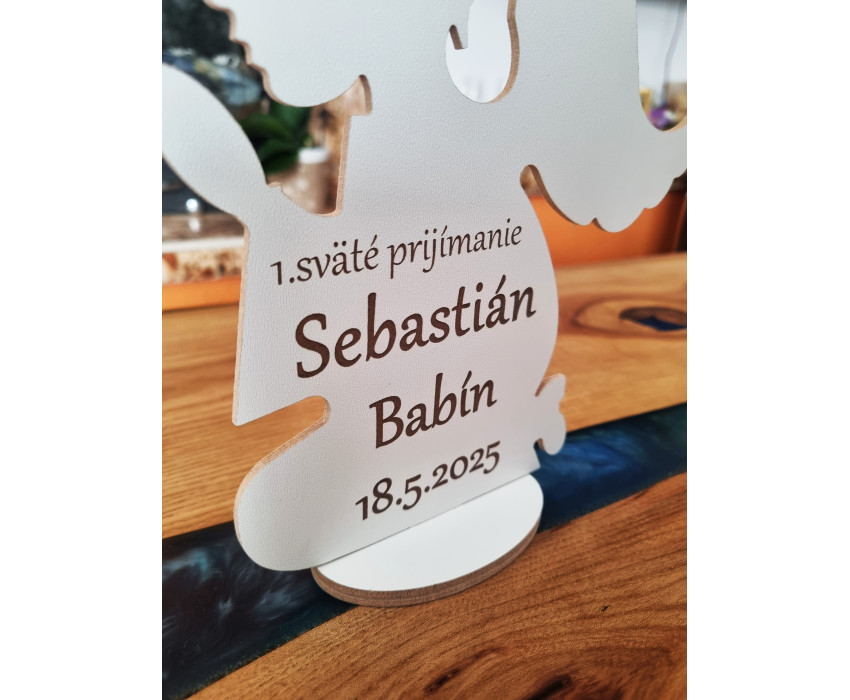 1.sväté prijímanie
Sebastián
Babín
18.5.2025